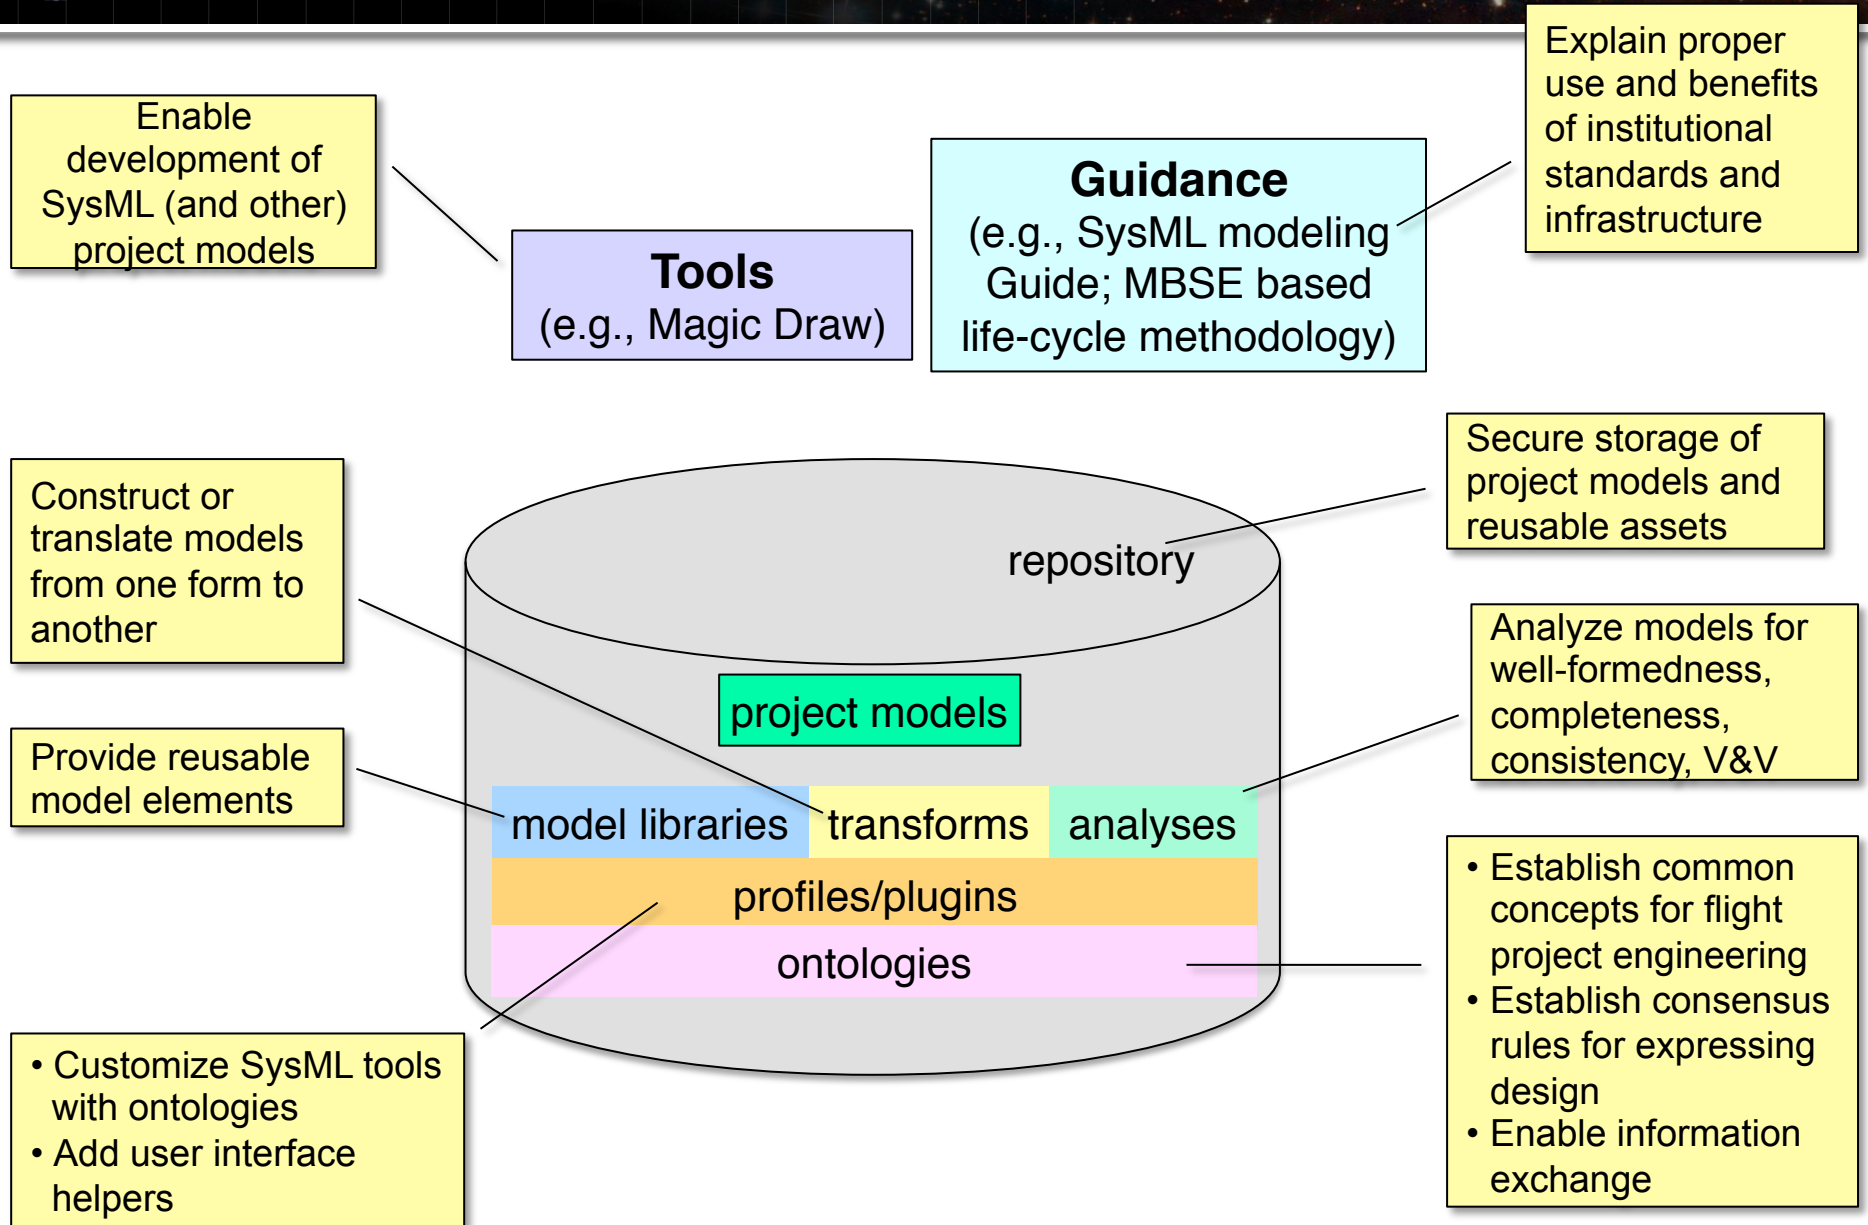 Explain proper
use and benefits
of institutional
standards and
infrastructure
Enable
development of
SysML (and other)
project models
Guidance
(e.g., SysML modeling
Guide; MBSE based
life-cycle methodology)
Tools
(e.g., Magic Draw)
Secure storage of
project models and
reusable assets
Construct or
translate models
from one form to
another
repository
Analyze models for
well-formedness,
completeness,
consistency, V&V
project models
Provide reusable
model elements
model libraries
transforms
analyses
profiles/plugins
ontologies
• Establish common
concepts for flight
project engineering
• Establish consensus
rules for expressing
design
• Enable information
exchange
• Customize SysML tools
with ontologies
• Add user interface
helpers